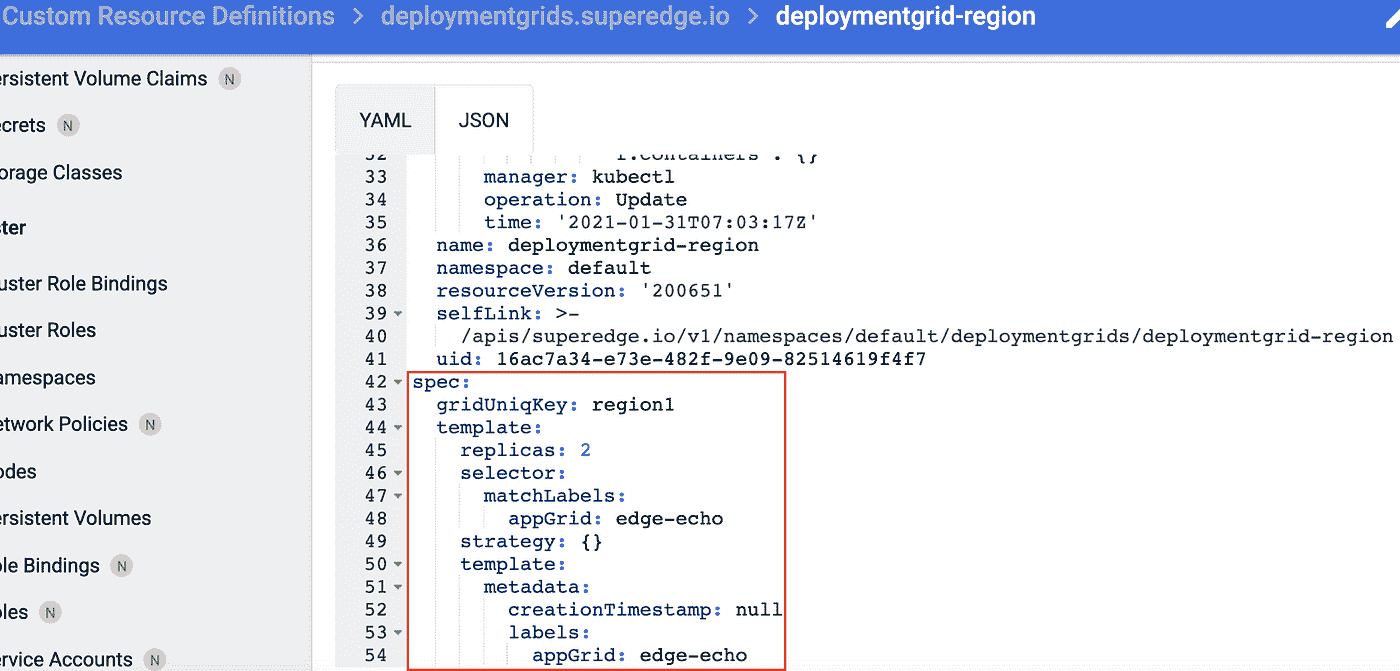 Custom Resource Definitions > deploymentgrids.superedge.io > deploymentgrid-region
ersistent Volume Claims N
ecrets N
orage Classes
ster
uster Role Bindings
uster Roles
amespaces
etwork Policies N
odes
ersistent Volumes
ole Bindings N
oles N
ervice Accounts N
YAML JSON
32 f:containers : {}
33 manager: kubectl
34 operation: Update
35 time: '2021-01-31T07:03:17Z'
36 name: deploymentgrid-region
37 namespace: default
38 resourceVersion: '200651'
39 selfLink: >-
40 /apis/superedge.io/v1/namespaces/default/deploymentgrids/deploymentgrid-region
41 uid: 16ac7a34-e73e-482f-9e09-82514619f4f7
42 spec:
43 gridUniqKey: region1
44 template:
45 replicas: 2
46 selector:
47 matchLabels:
48 appGrid: edge-echo
49 strategy: {}
50 template:
51 metadata:
52 creationTimestamp: null
53 labels:
54 appGrid: edge-echo